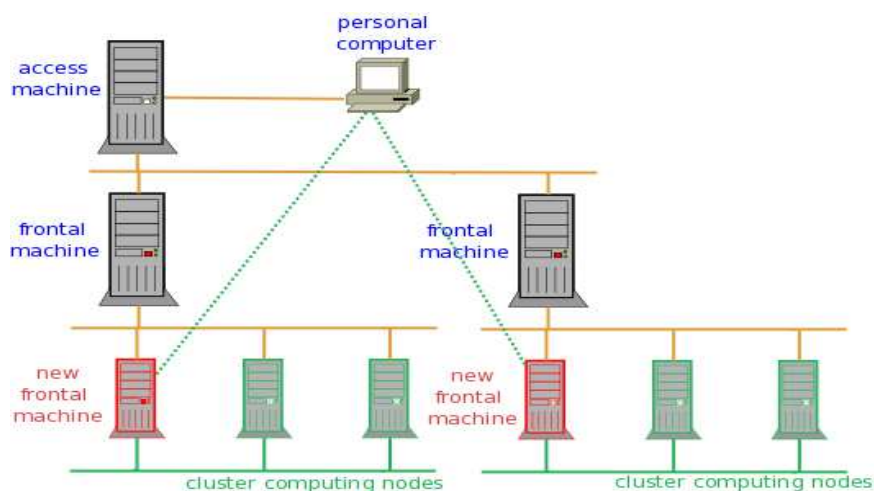 personal
computer
access
machine
frontal
machine
frontal
machine
new
frontal
machine
new
frontal
machine
cluster computing nodes
cluster computing nodes